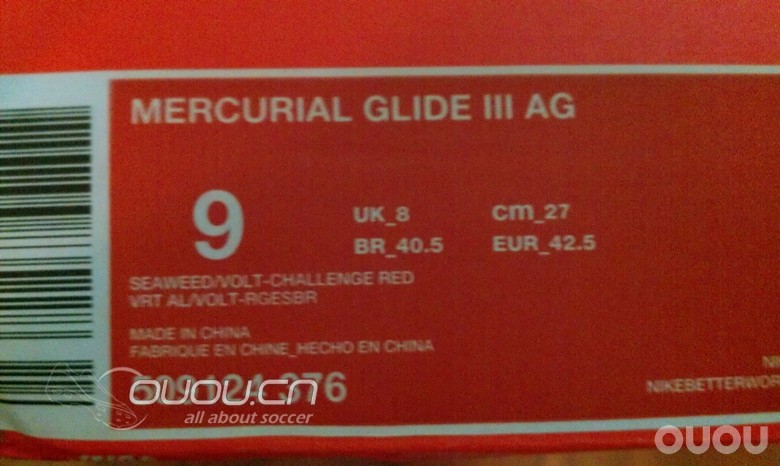 MERCURIAL GLIDE III AG
9
UK_8 cm_27
BR_40.5 EUR_42.5
SEAWEED/VOLT-CHALLENGE RED
VRT AL/VOLT-RGESBR
MADE IN CHINA
FABRIQUE EN CHINE_HECHO EN CHINA
376
OUOU.CN
all about soccer
OUOU